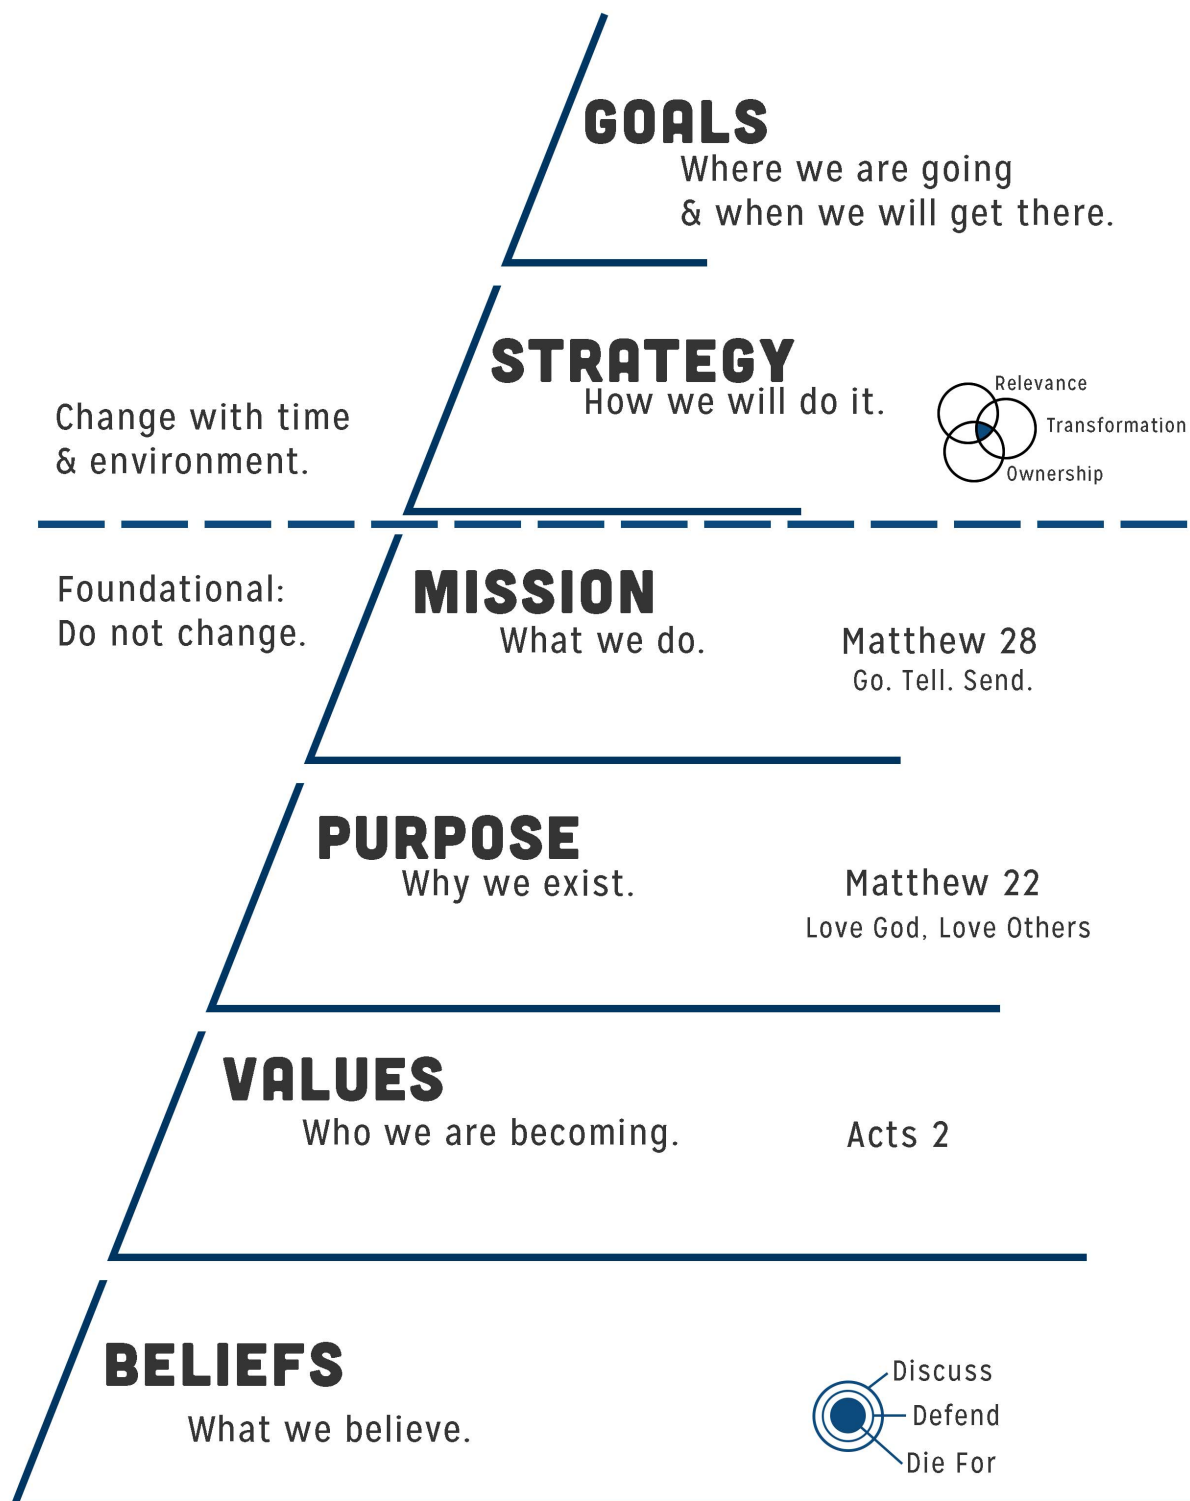 GOALS
Where we are going
& when we will get there.
STRATEGY
How we will do it.
Relevance
Transformation
Ownership
Change with time
& environment.
Foundational:
Do not change.
MISSION
What we do.
Matthew 28
Go. Tell. Send.
PURPOSE
Why we exist.
Matthew 22
Love God, Love Others
VALUES
Who we are becoming.
Acts 2
BELIEFS
What we believe.
Discuss
Defend
Die For